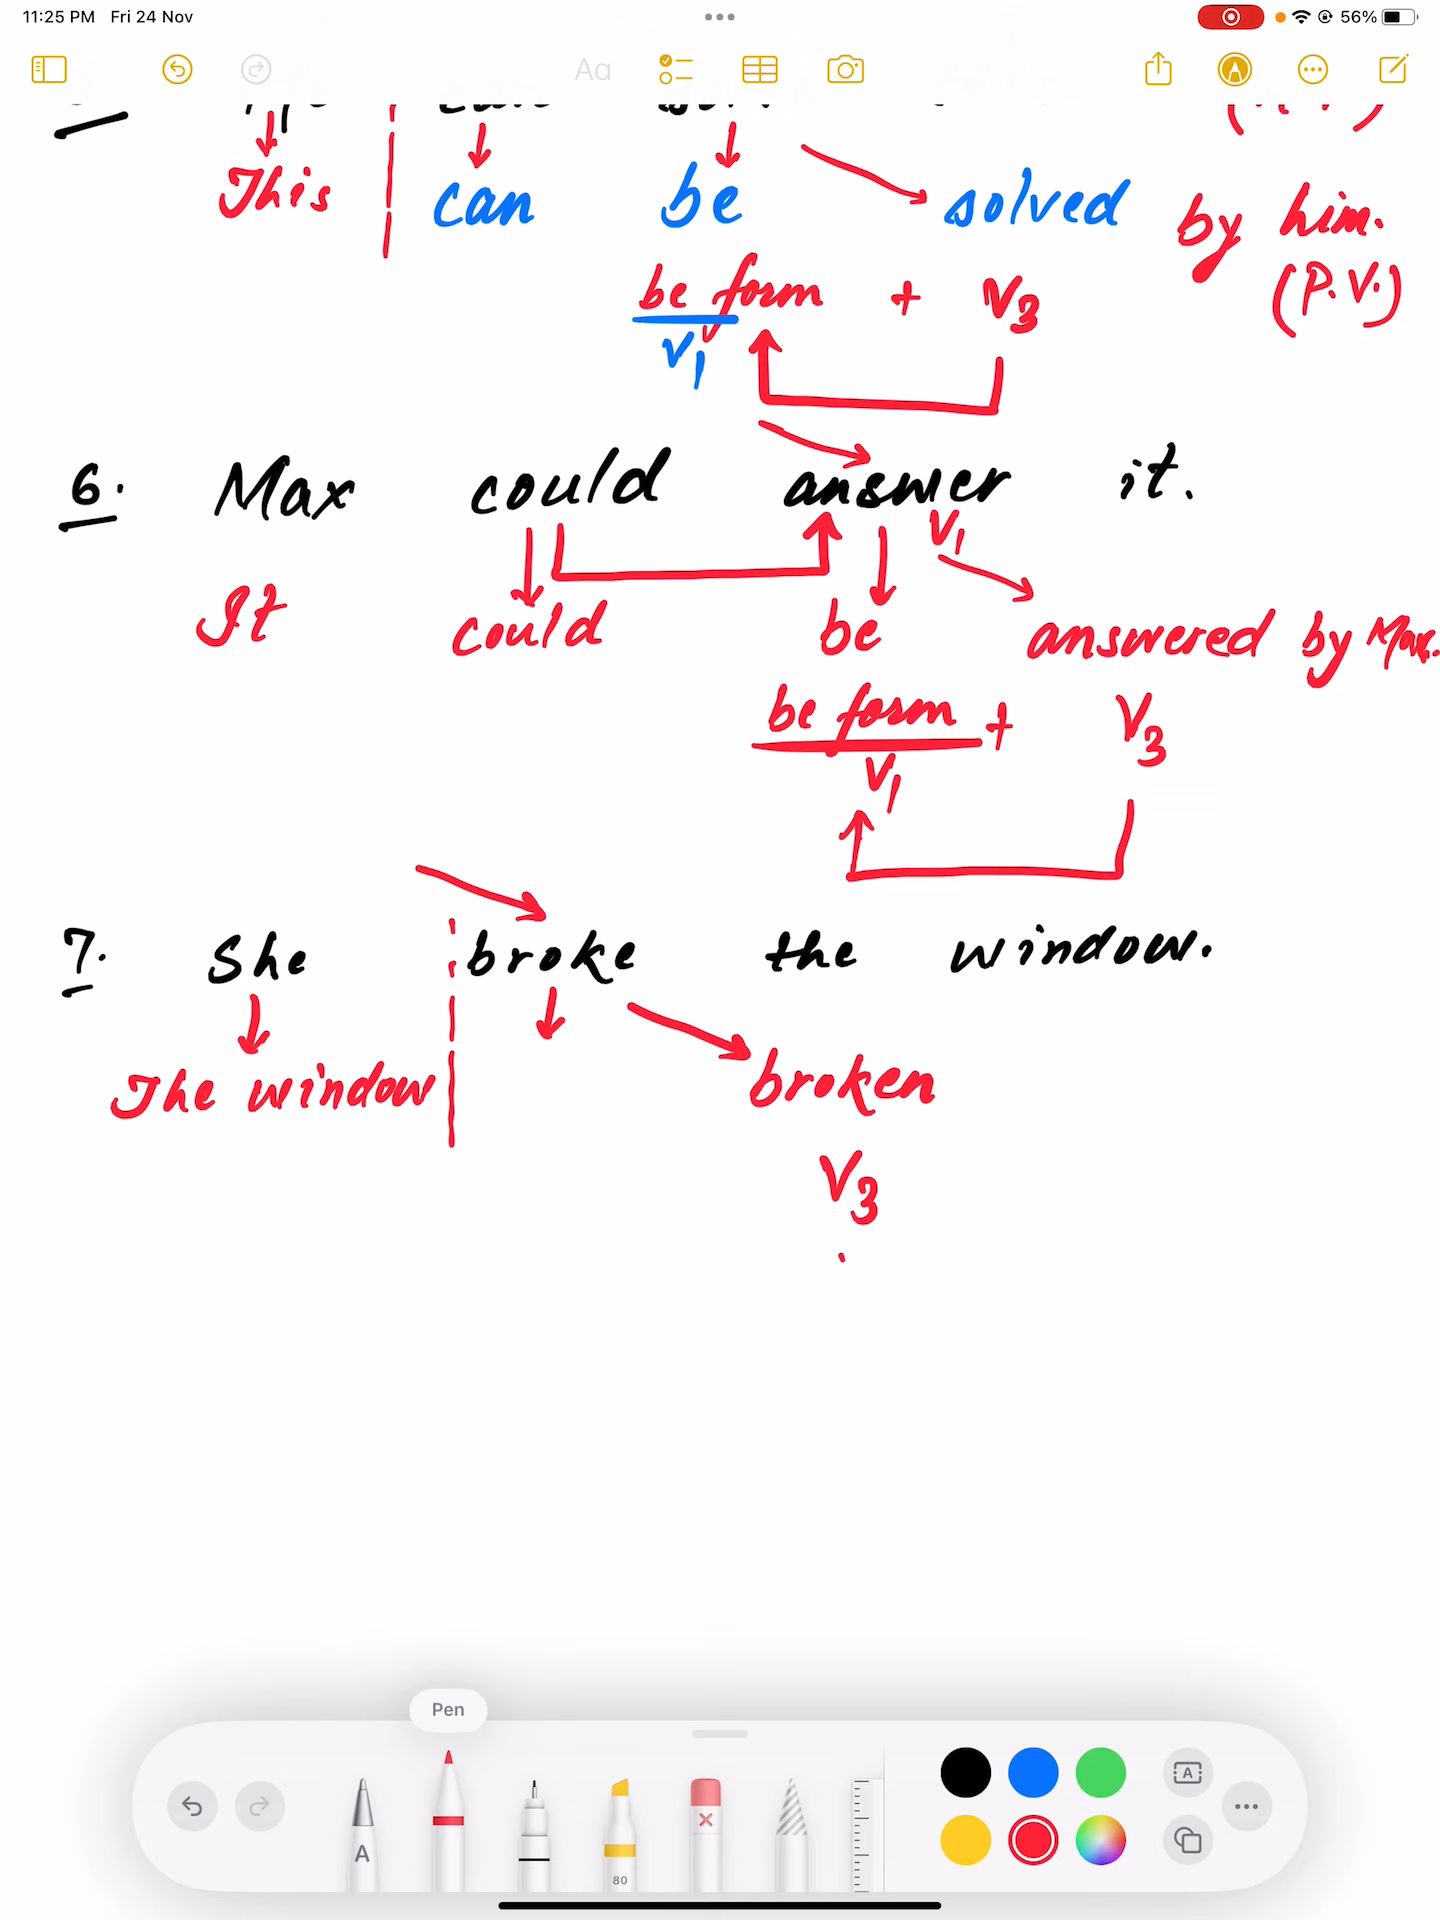 11:25 PM Fri 24 Nov 56%
Aa
This can be solved by him.
be form + V3 (P.V.)
V1
6. Max could answer it.
V1
It could be answered by Max.
be form + V3
V1
7. She broke the window.
The window broken
V3
Pen
A
80
A